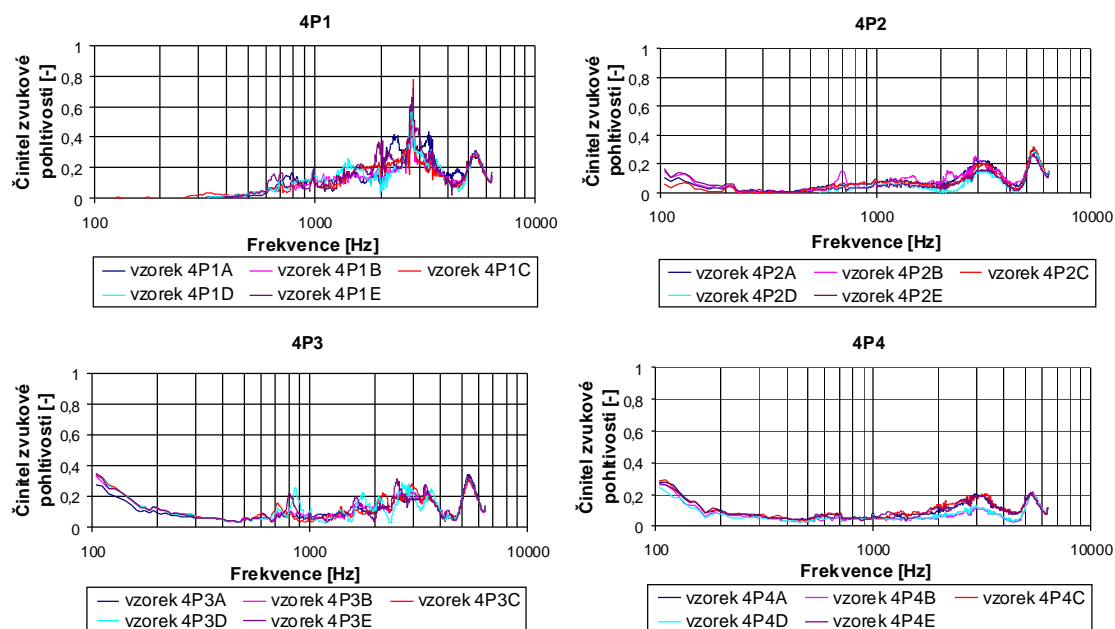 4P1
Činitel zvukové
pohltivosti [-]
1
0,8
0,6
0,4
0,2
0
100
1000
10000
Frekvence [Hz]
vzorek 4P1A
vzorek 4P1B
vzorek 4P1C
vzorek 4P1D
vzorek 4P1E
4P2
Činitel zvukové
pohltivosti [-]
1
0,8
0,6
0,4
0,2
0
100
1000
10000
Frekvence [Hz]
vzorek 4P2A
vzorek 4P2B
vzorek 4P2C
vzorek 4P2D
vzorek 4P2E
4P3
Činitel zvukové
pohltivosti [-]
1
0,8
0,6
0,4
0,2
0
100
1000
10000
Frekvence [Hz]
vzorek 4P3A
vzorek 4P3B
vzorek 4P3C
vzorek 4P3D
vzorek 4P3E
4P4
Činitel zvukové
pohltivosti [-]
1
0,8
0,6
0,4
0,2
0
100
1000
10000
Frekvence [Hz]
vzorek 4P4A
vzorek 4P4B
vzorek 4P4C
vzorek 4P4D
vzorek 4P4E